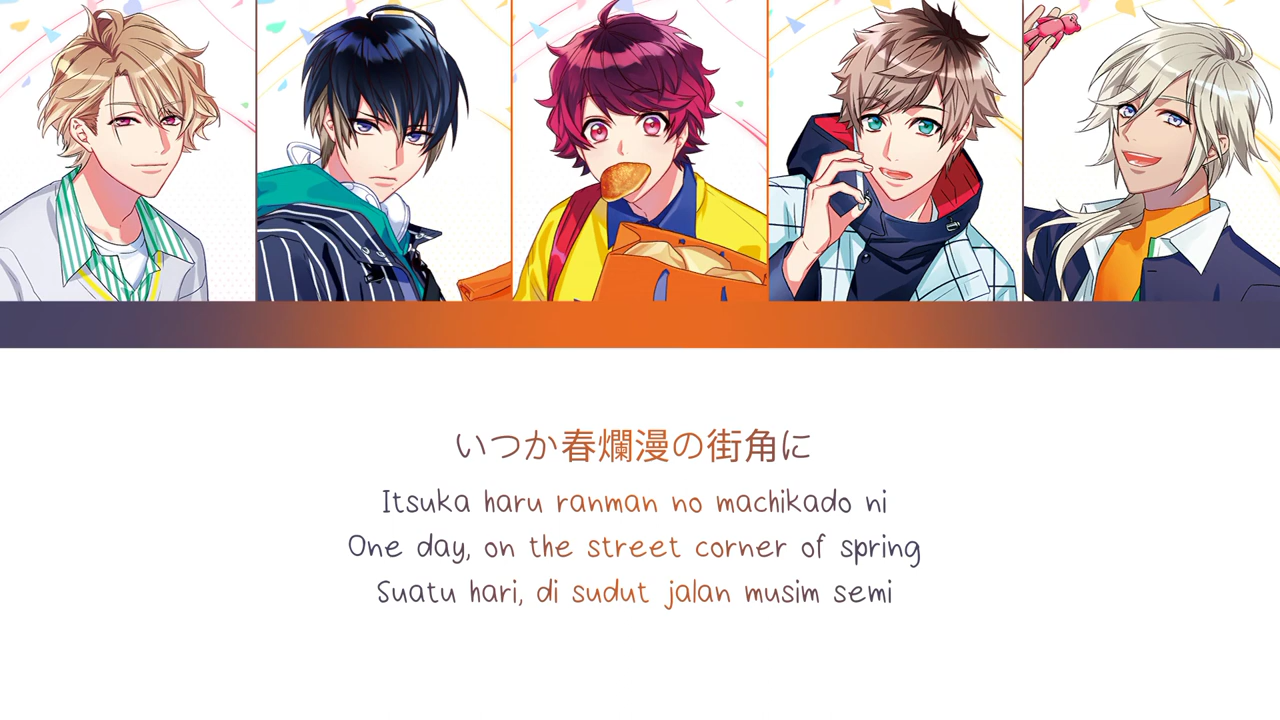 いつか春爛漫の街角に
Itsuka haru ranman no machikado ni
One day, on the street corner of spring
Suatu hari, di sudut jalan musim semi